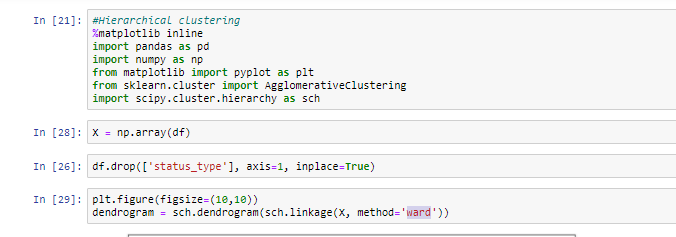 In [21]: #Hierarchical clustering
%matplotlib inline
import pandas as pd
import numpy as np
from matplotlib import pyplot as plt
from sklearn.cluster import AgglomerativeClustering
import scipy.cluster.hierarchy as sch
In [28]: X = np.array(df)
In [26]: df.drop(['status_type'], axis=1, inplace=True)
In [29]: plt.figure(figsize=(10,10))
dendrogram = sch.dendrogram(sch.linkage(X, method='ward'))